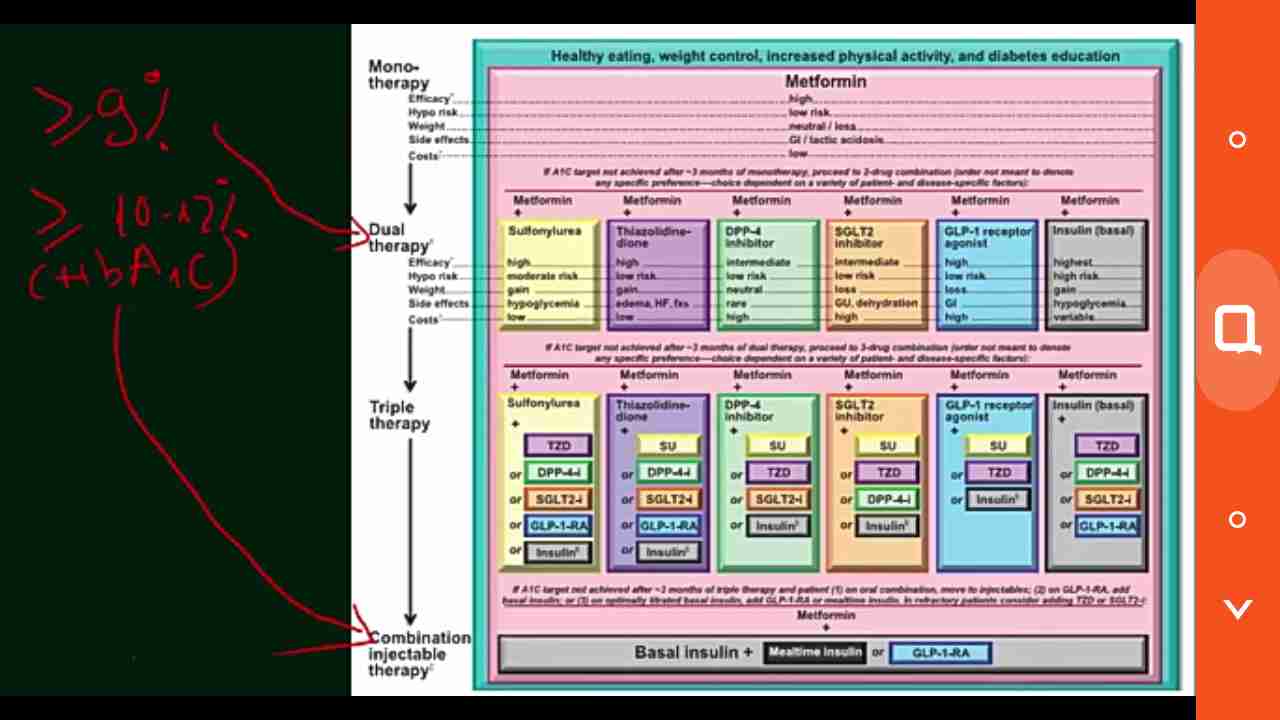 ≥ 9%
≥ 10-12%
(HbA1C)
Healthy eating, weight control, increased physical activity, and diabetes education
Mono-
therapy
Metformin
Efficacy* high
Hypo risk low risk
Weight neutral / loss
Side effects GI / lactic acidosis
Costs* low
If A1C target not achieved after ~3 months of monotherapy, proceed to 2-drug combination (order not meant to denote
any specific preference—choice dependent on a variety of patient- and disease-specific factors):
Metformin Metformin Metformin Metformin Metformin Metformin
+ + + + + +
Dual
therapy†
Sulfonylurea Thiazolidine- DPP-4 SGLT2 GLP-1 receptor Insulin (basal)
dione inhibitor inhibitor agonist
Efficacy* high high intermediate intermediate high highest
Hypo risk moderate risk low risk low risk low risk low risk high risk
Weight gain gain neutral loss loss gain
Side effects hypoglycemia edema, HF, fxs rare GU, dehydration GI hypoglycemia
Costs* low low high high high variable
If A1C target not achieved after ~3 months of dual therapy, proceed to 3-drug combination (order not meant to denote
any specific preference—choice dependent on a variety of patient- and disease-specific factors):
Metformin Metformin Metformin Metformin Metformin Metformin
+ + + + + +
Triple
therapy
Sulfonylurea Thiazolidine- DPP-4 SGLT2 GLP-1 receptor Insulin (basal)
dione inhibitor inhibitor agonist
+ + + + + +
TZD SU SU SU SU TZD
or DPP-4-i or DPP-4-i or TZD or TZD or TZD or DPP-4-i
or SGLT2-i or SGLT2-i or SGLT2-i or DPP-4-i or Insulin§ or SGLT2-i
or GLP-1-RA or GLP-1-RA or Insulin§ or Insulin§ or GLP-1-RA
or Insulin§ or Insulin§
If A1C target not achieved after ~3 months of triple therapy and patient (1) on oral combination, move to injectables; (2) on GLP-1-RA, add
basal insulin; or (3) on optimally titrated basal insulin, add GLP-1-RA or mealtime insulin. In refractory patients consider adding TZD or SGLT2-i:
Metformin
+
Combination
injectable
therapy‡
Basal insulin + Mealtime Insulin or GLP-1-RA